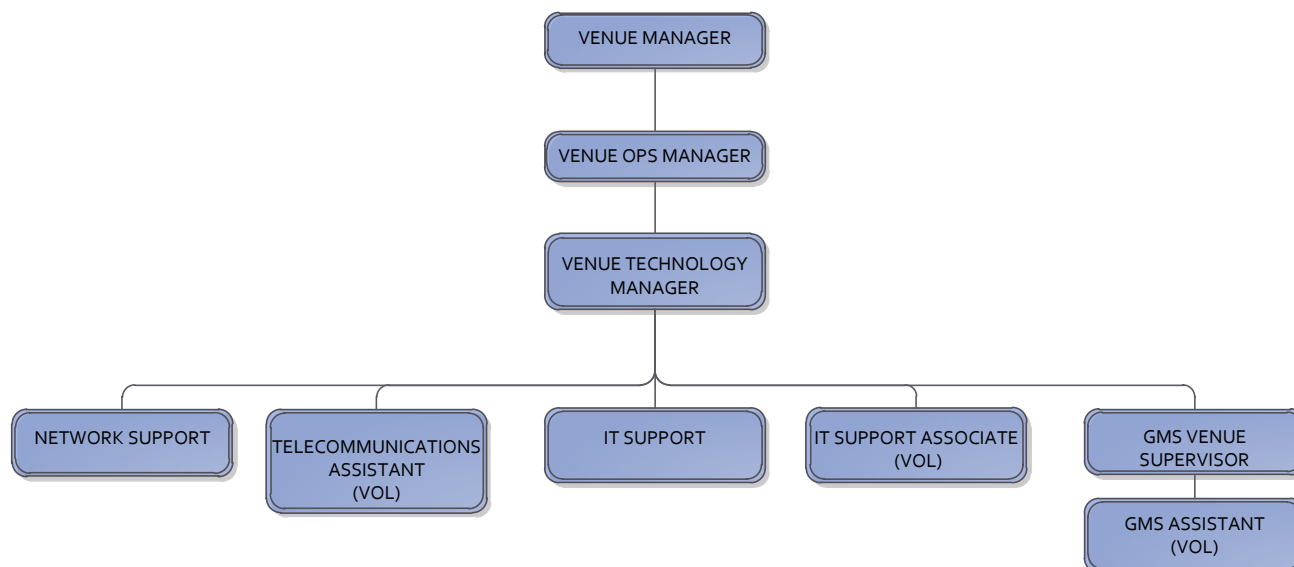 VENUE MANAGER
VENUE OPS MANAGER
VENUE TECHNOLOGY
MANAGER
NETWORK SUPPORT
TELECOMMUNICATIONS
ASSISTANT
(VOL)
IT SUPPORT
IT SUPPORT ASSOCIATE
(VOL)
GMS VENUE
SUPERVISOR
GMS ASSISTANT
(VOL)